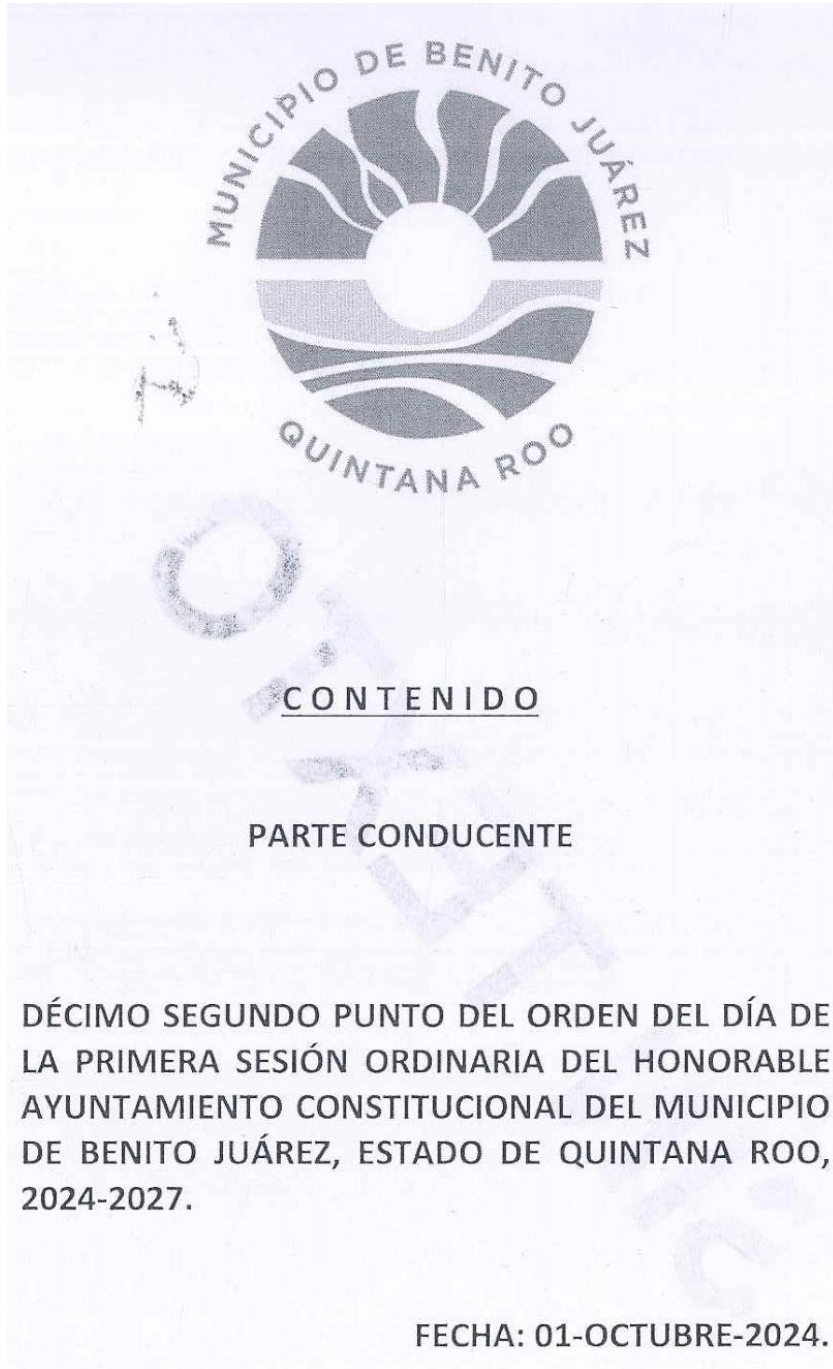 MUNICIPIO DE BENITO JUÁREZ
QUINTANA ROO
CONTENIDO
PARTE CONDUCENTE
DÉCIMO SEGUNDO PUNTO DEL ORDEN DEL DÍA DE
LA PRIMERA SESIÓN ORDINARIA DEL HONORABLE
AYUNTAMIENTO CONSTITUCIONAL DEL MUNICIPIO
DE BENITO JUÁREZ, ESTADO DE QUINTANA ROO,
2024-2027.
FECHA: 01-OCTUBRE-2024.